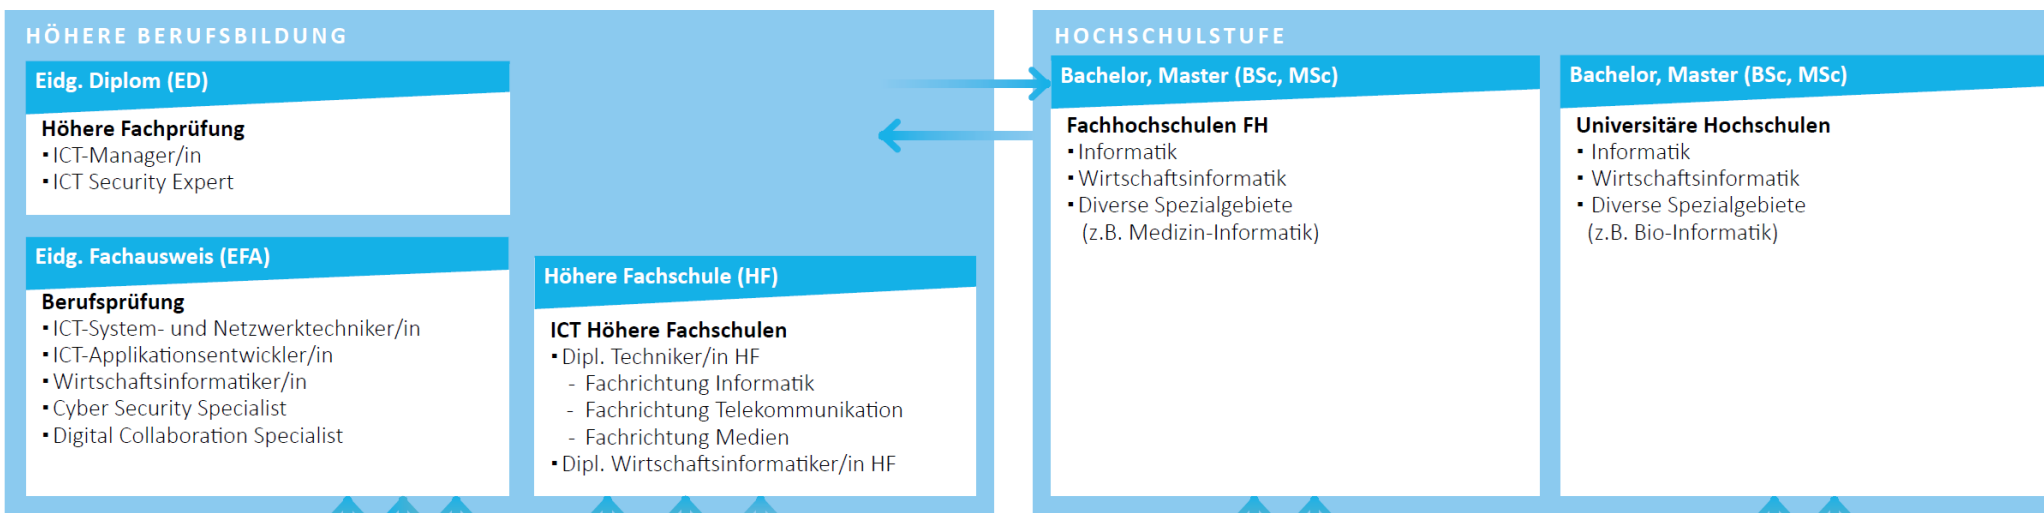 HÖHERE BERUFSBILDUNG
Eidg. Diplom (ED)
Höhere Fachprüfung
▪ ICT-Manager/in
▪ ICT Security Expert
Eidg. Fachausweis (EFA)
Berufsprüfung
▪ ICT-System- und Netzwerktechniker/in
▪ ICT-Applikationsentwickler/in
▪ Wirtschaftsinformatiker/in
▪ Cyber Security Specialist
▪ Digital Collaboration Specialist
Höhere Fachschule (HF)
ICT Höhere Fachschulen
▪ Dipl. Techniker/in HF
- Fachrichtung Informatik
- Fachrichtung Telekommunikation
- Fachrichtung Medien
▪ Dipl. Wirtschaftsinformatiker/in HF
HOCHSCHULSTUFE
Bachelor, Master (BSc, MSc)
Fachhochschulen FH
▪ Informatik
▪ Wirtschaftsinformatik
▪ Diverse Spezialgebiete
(z.B. Medizin-Informatik)
Bachelor, Master (BSc, MSc)
Universitäre Hochschulen
▪ Informatik
▪ Wirtschaftsinformatik
▪ Diverse Spezialgebiete
(z.B. Bio-Informatik)